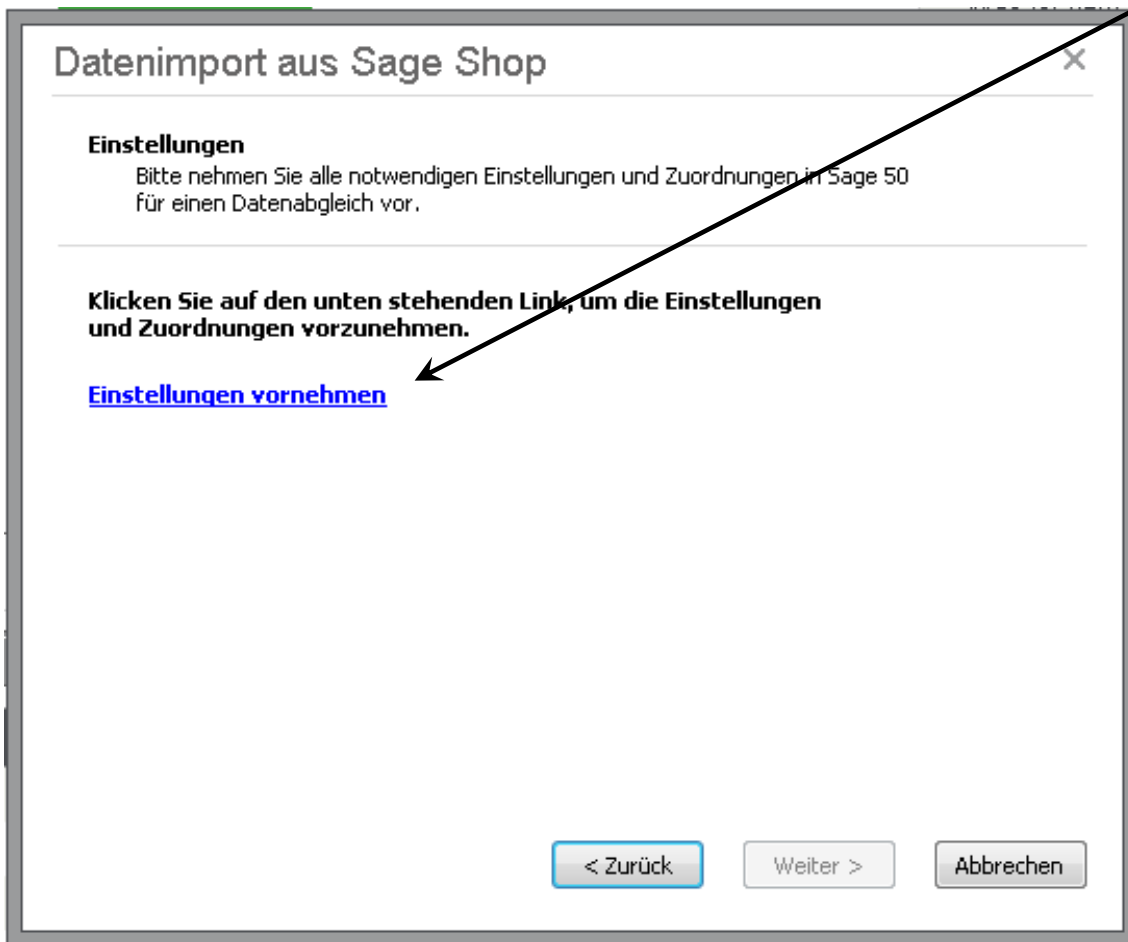 Datenimport aus Sage Shop
Einstellungen
Bitte nehmen Sie alle notwendigen Einstellungen und Zuordnungen in Sage 50
für einen Datenabgleich vor.
Klicken Sie auf den unten stehenden Link, um die Einstellungen
und Zuordnungen vorzunehmen.
Einstellungen vornehmen
< Zurück
Weiter >
Abbrechen